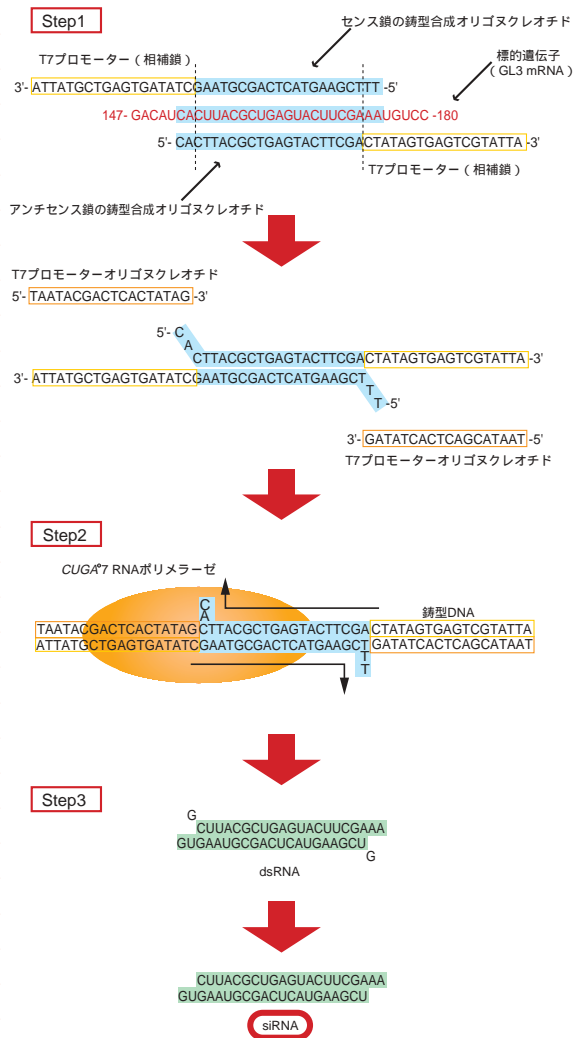 Step1
センス鎖の鋳型合成オリゴヌクレオチド
T7プロモーター（相補鎖）
標的遺伝子
（GL3 mRNA）
3'- ATTATGCTGAGTGATATCGAATGCGACTCATGAAGCTTT -5'
147- GACAUCACUUACGCUGAGUACUUCGAAAUGUCC -180
5'- CACTTACGCTGAGTACTTCGACTATAGTGAGTCGTATTA -3'
T7プロモーター（相補鎖）
アンチセンス鎖の鋳型合成オリゴヌクレオチド
T7プロモーターオリゴヌクレオチド
5'- TAATACGACTCACTATAG -3'
5'- C
A
CTTACGCTGAGTACTTCGACTATAGTGAGTCGTATTA -3'
3'- ATTATGCTGAGTGATATCGAATGCGACTCATGAAGCT
T
T -5'
3'- GATATCACTCAGCATAAT -5'
T7プロモーターオリゴヌクレオチド
Step2
CUGA®7 RNAポリメラーゼ
鋳型DNA
C
A
TAATACGACTCACTATAGCTTACGCTGAGTACTTCGACTATAGTGAGTCGTATTA
ATTATGCTGAGTGATATCGAATGCGACTCATGAAGCTGATATCACTCAGCATAAT
T
T
Step3
G
CUUACGCUGAGUACUUCGAAA
GUGAAUGCGACUCAUGAAGCU
G
dsRNA
CUUACGCUGAGUACUUCGAAA
GUGAAUGCGACUCAUGAAGCU
siRNA